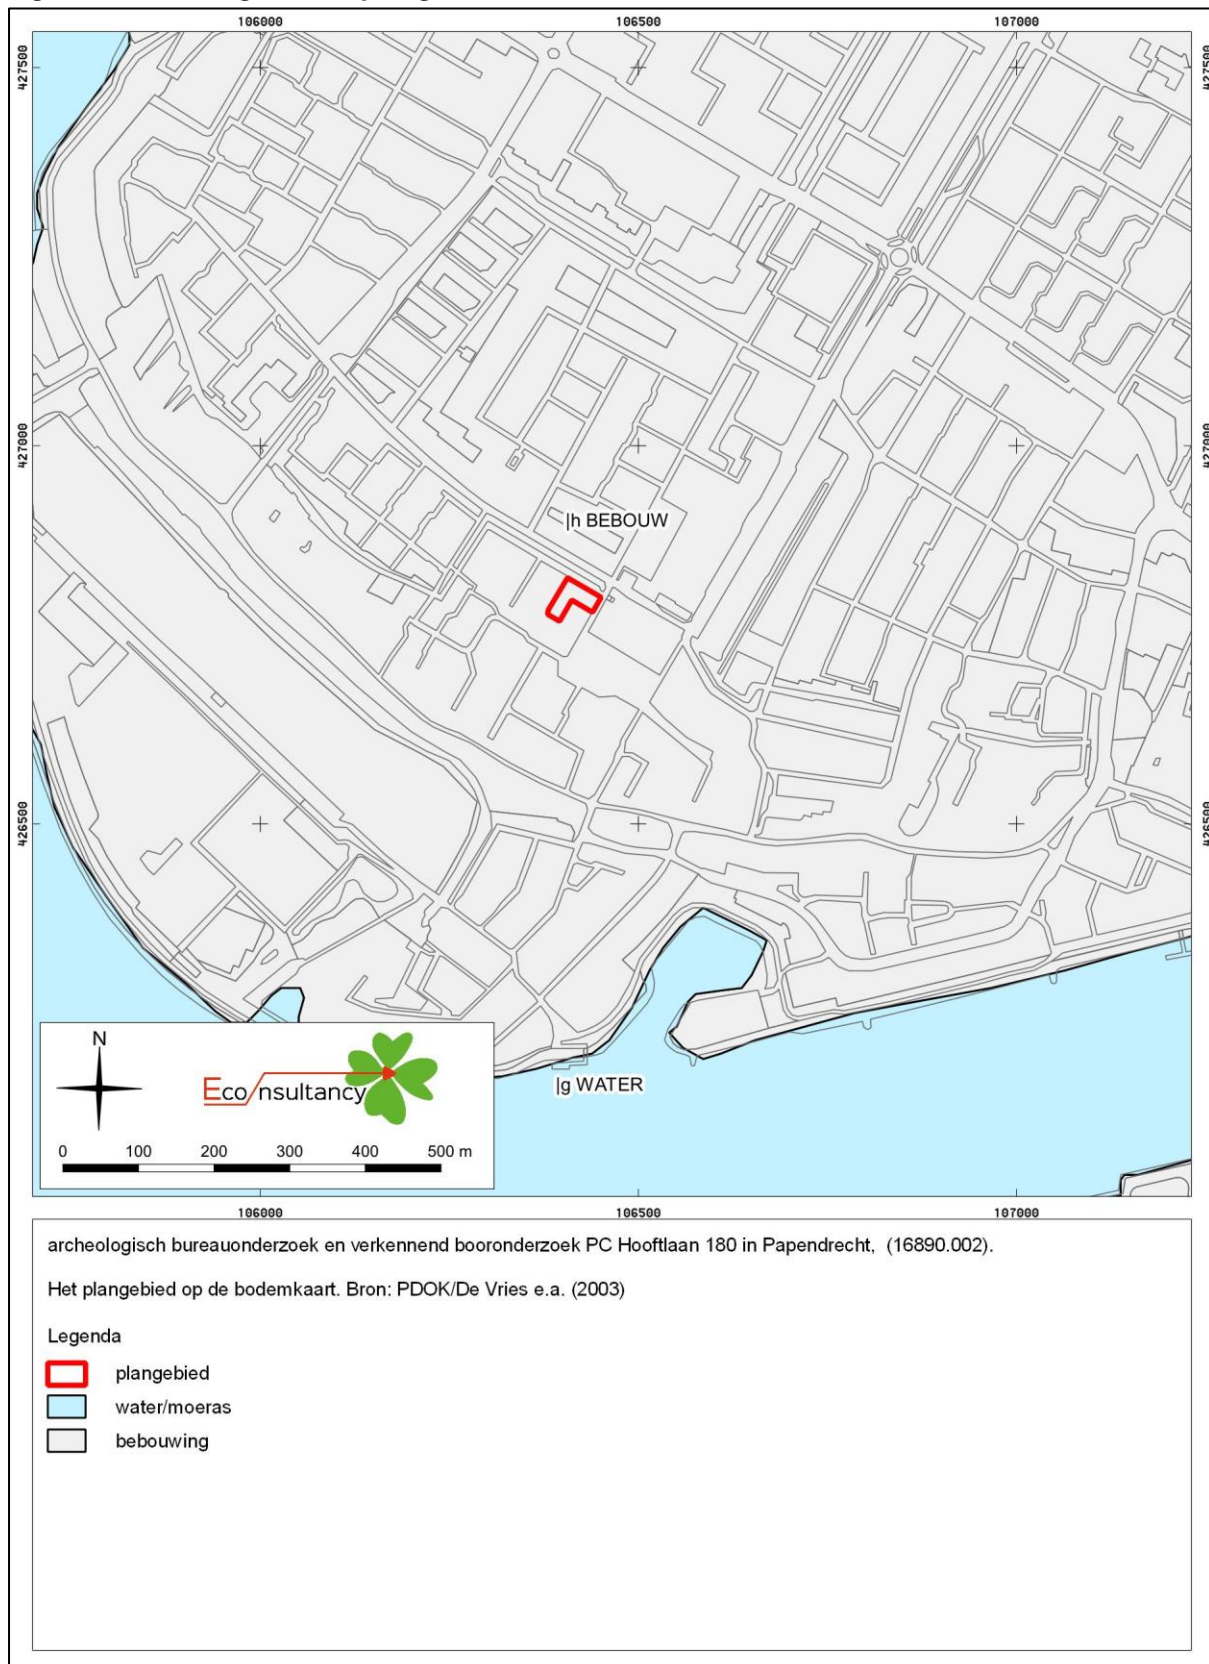 106000 106500 107000
427500 427500
427000 427000
|h BEBOUW
426500 426500
|g WATER
N
Eco/nsultancy
0 100 200 300 400 500 m
106000 106500 107000
archeologisch bureauonderzoek en verkennend booronderzoek PC Hooftlaan 180 in Papendrecht, (16890.002).
Het plangebied op de bodemkaart. Bron: PDOK/De Vries e.a. (2003)
Legenda
plangebied
water/moeras
bebouwing